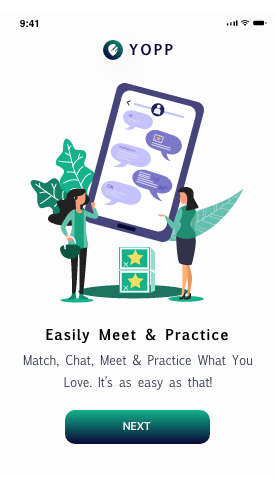 9:41
YOPP
Easily Meet & Practice
Match, Chat, Meet & Practice What You
Love. It's as easy as that!
NEXT